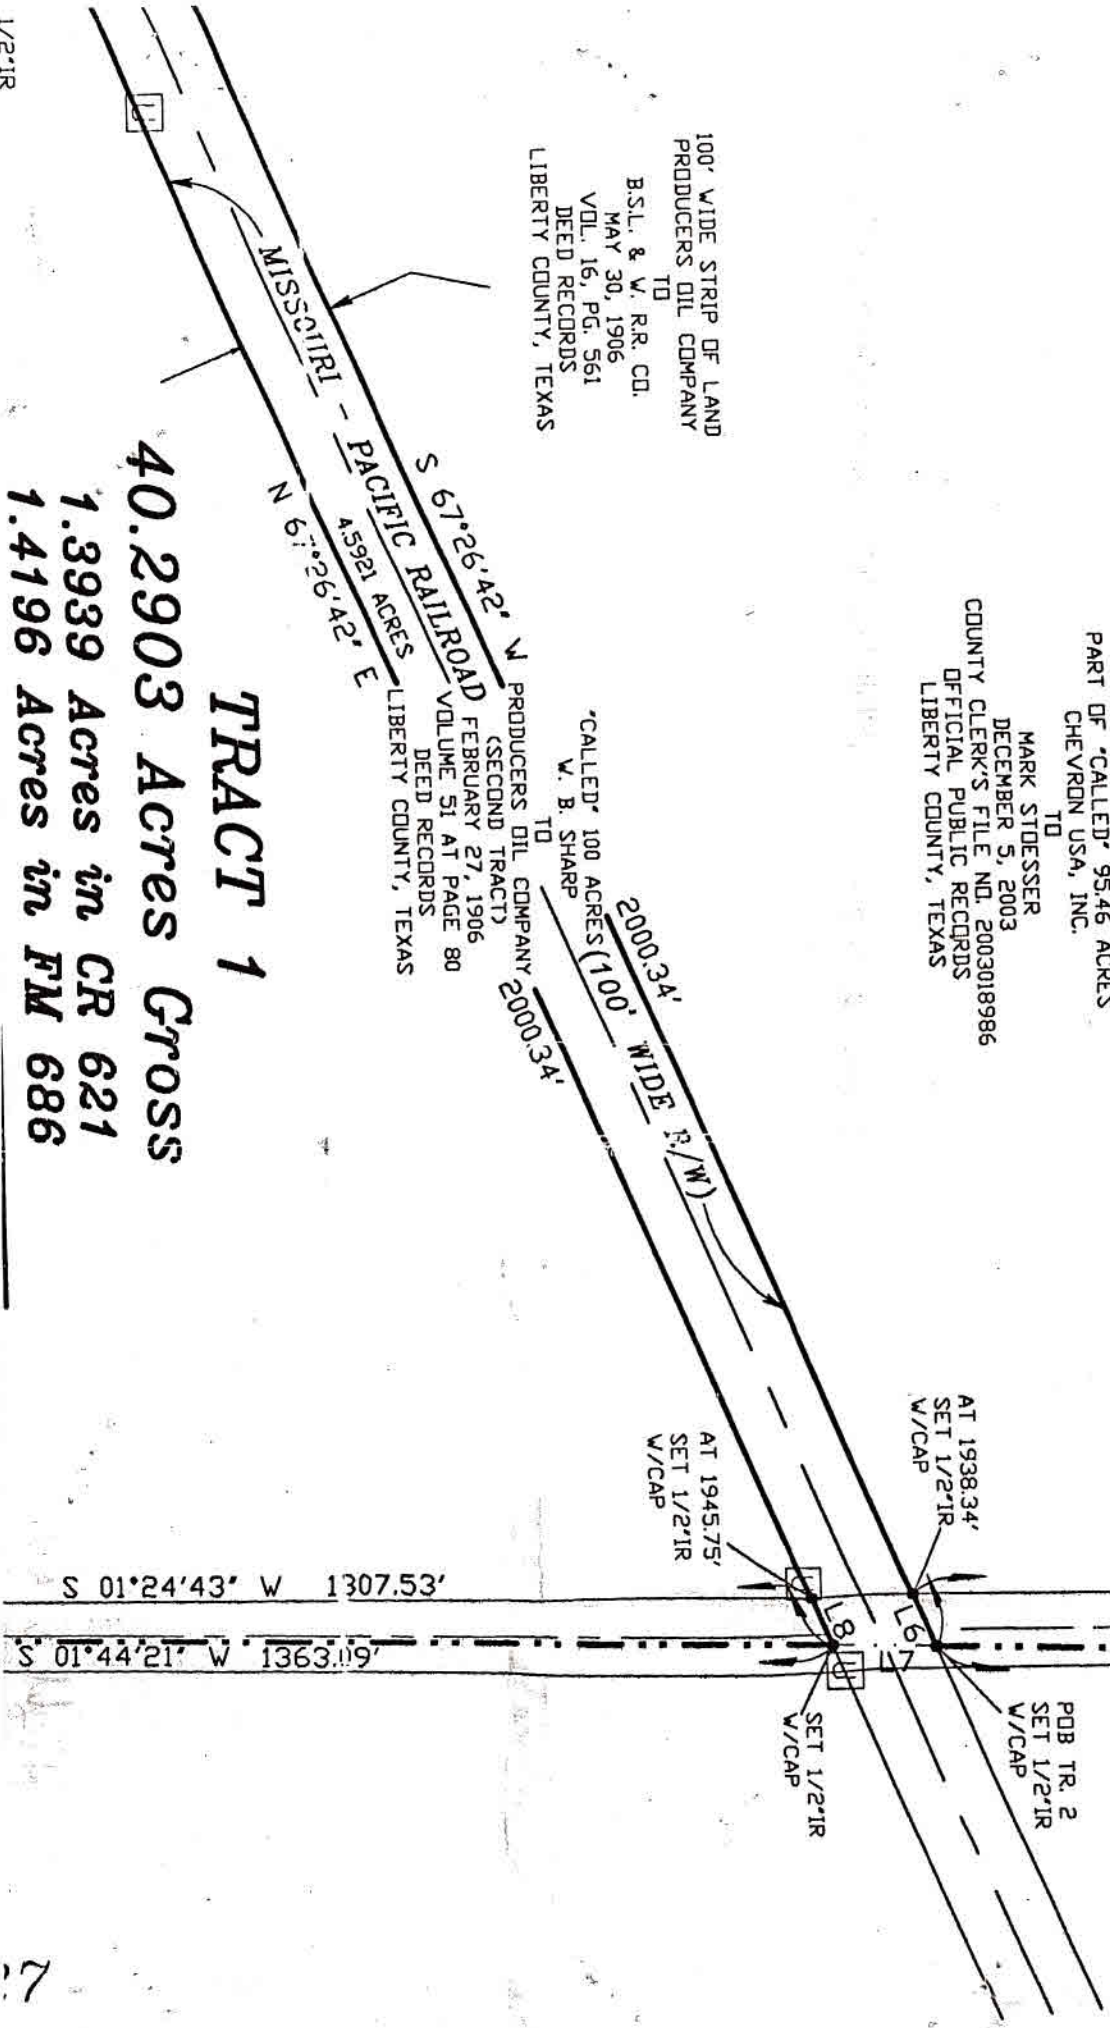 PART OF "CALLED" 95.46 ACRES
CHEVRON USA, INC.
TO
MARK STOESSER
DECEMBER 5, 2003
COUNTY CLERK'S FILE NO. 2003018986
OFFICIAL PUBLIC RECORDS
LIBERTY COUNTY, TEXAS
100' WIDE STRIP OF LAND
PRODUCERS OIL COMPANY
TO
B.S.L. & W. R.R. CO.
MAY 30, 1906
VOL. 16, PG. 561
DEED RECORDS
LIBERTY COUNTY, TEXAS
POB TR. 2
SET 1/2"IR
W/CAP
AT 1938.34'
SET 1/2"IR
W/CAP
L6
L7
L8
U
U
SET 1/2"IR
W/CAP
AT 1945.75'
SET 1/2"IR
W/CAP
2000.34'
(100' WIDE R/W)
2000.34'
"CALLED" 100 ACRES
W. B. SHARP
TO
PRODUCERS OIL COMPANY
(SECOND TRACT)
FEBRUARY 27, 1906
VOLUME 51 AT PAGE 80
DEED RECORDS
LIBERTY COUNTY, TEXAS
S 67°26'42" W
MISSOURI - PACIFIC RAILROAD
4.5921 ACRES
N 67°26'42" E
U
TRACT 1
40.2903 Acres Gross
1.3939 Acres in CR 621
1.4196 Acres in FM 686
S 01°24'43" W 1307.53'
S 01°44'21" W 1363.09'
1/2"IR